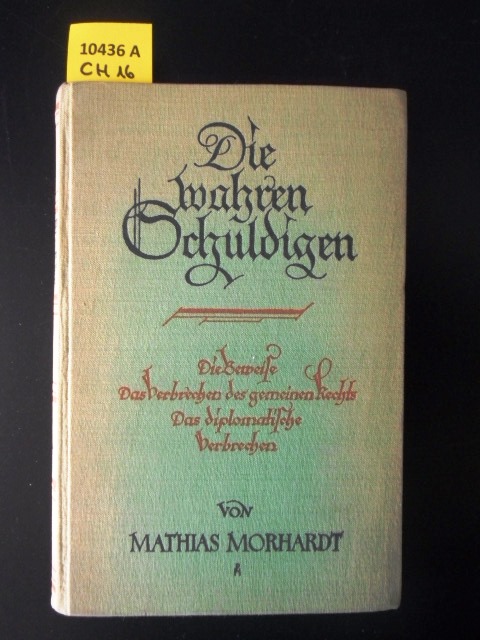 10436 A
CH 16
Die
wahren
Schuldigen
Die Beweise
Das Verbrechen des gemeinen Rechts
Das diplomatische
Verbrechen
VON
MATHIAS MORHARDT